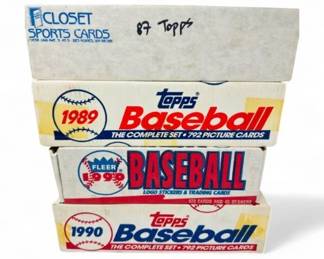 CLOSET
SPORTS CARDS
87 Topps
1989
Topps
Baseball
THE COMPLETE SET • 792 PICTURE CARDS
FLEER
1990
BASEBALL
LOGO STICKERS & TRADING CARDS
1990
Topps
Baseball
THE COMPLETE SET • 792 PICTURE CARDS